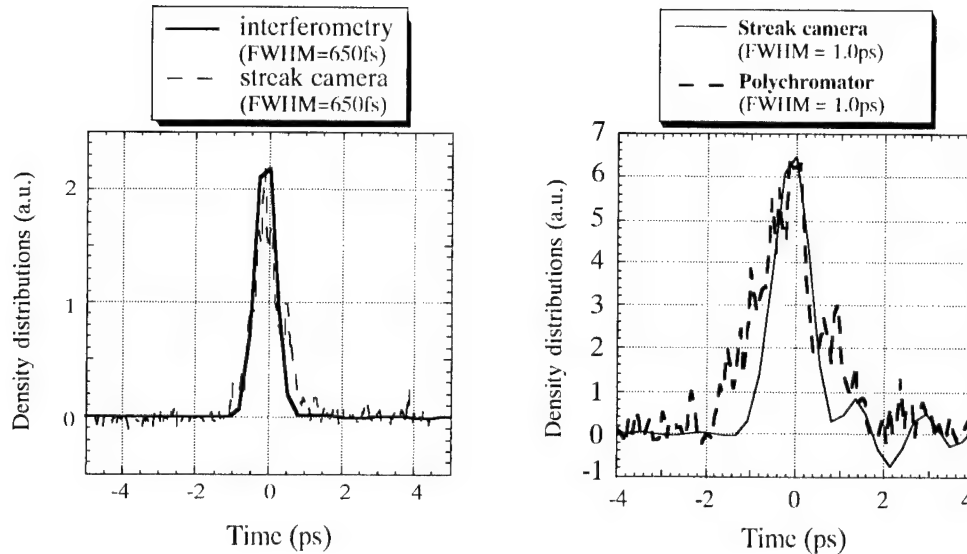 interferometry
(FWHM=650fs)
streak camera
(FWHM=650fs)
Density distributions (a.u.)
2
1
0
-4
-2
0
2
4
Time (ps)
Streak camera
(FWHM = 1.0ps)
Polychromator
(FWHM = 1.0ps)
Density distributions (a.u.)
7
6
5
4
3
2
1
0
-1
-4
-2
0
2
4
Time (ps)